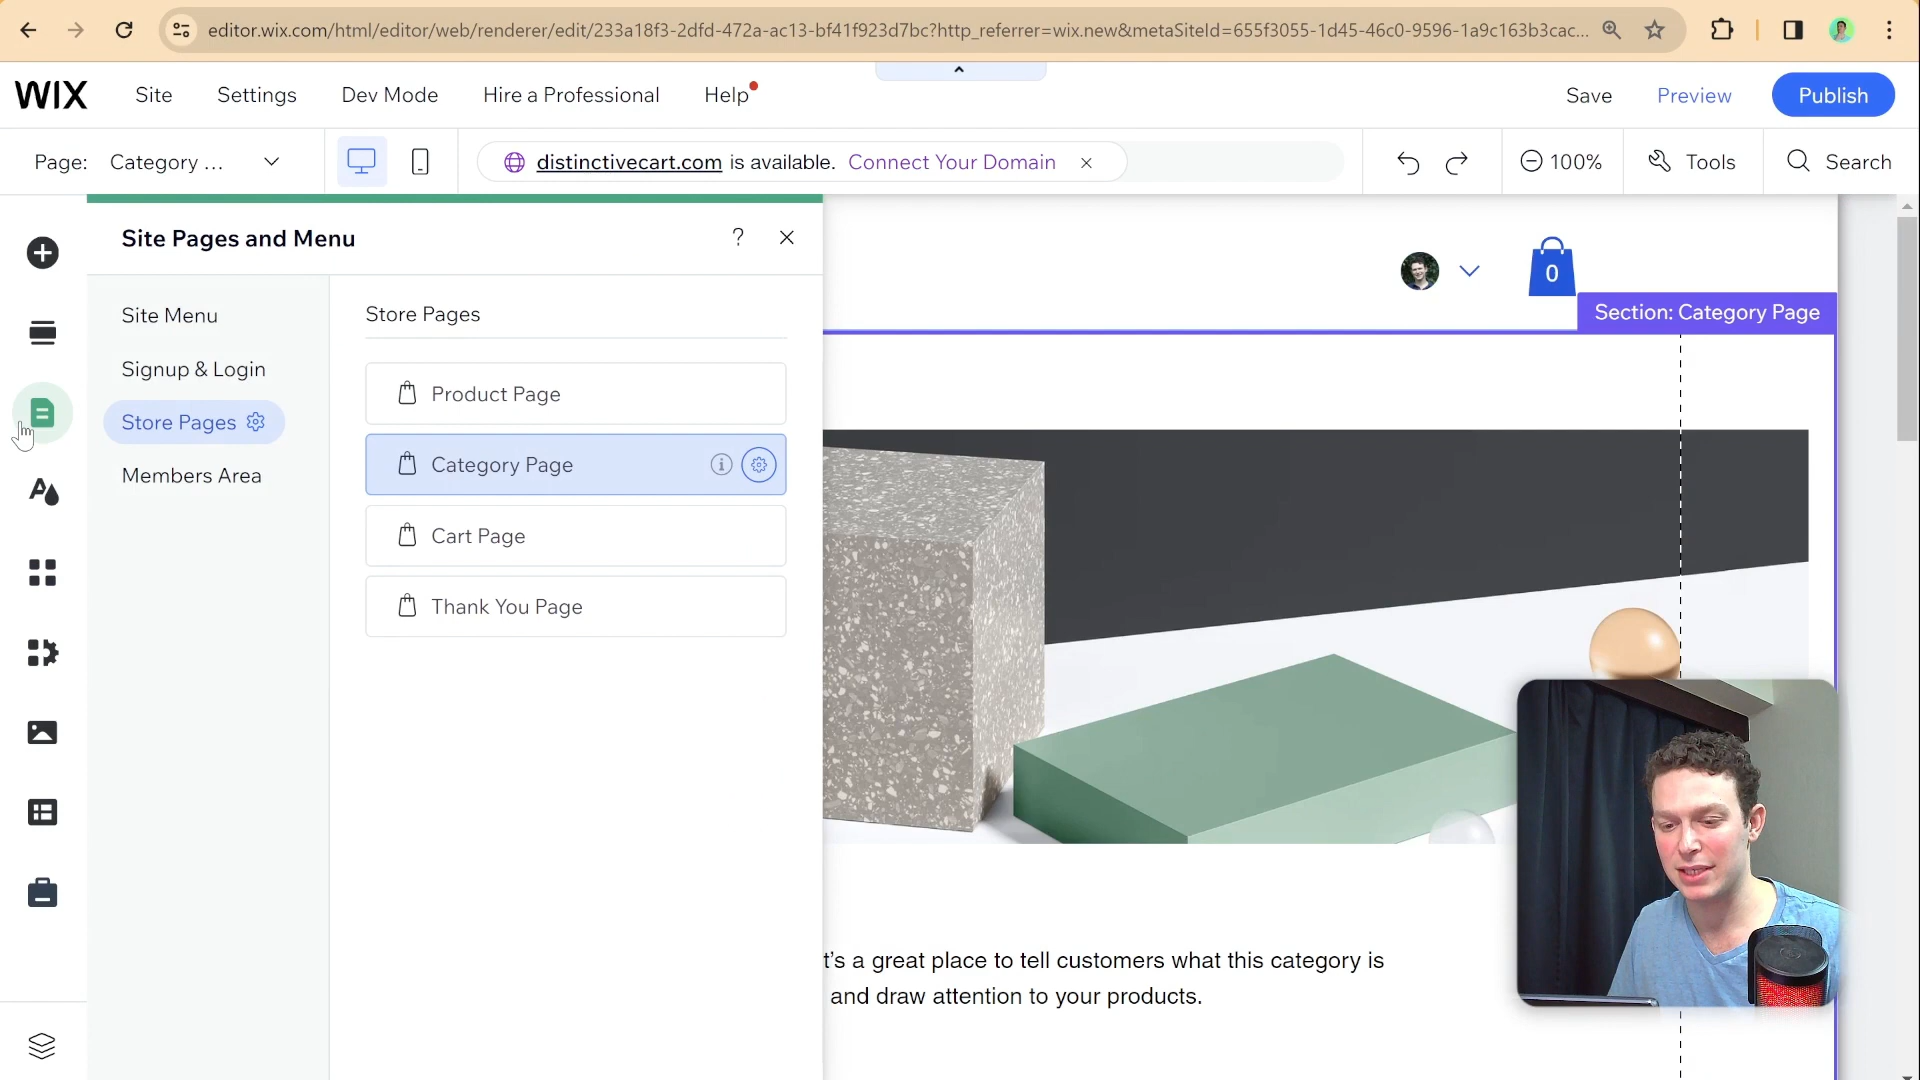 editor.wix.com/html/editor/web/renderer/edit/233a18f3-2dfd-472a-ac13-bf41f923d7bc?http_referrer=wix.new&metaSiteId=655f3055-1d45-46c0-9596-1a9c163b3cac...
WIX
Site
Settings
Dev Mode
Hire a Professional
Help
Save
Preview
Publish
Page: Category ...
distinctivecart.com is available. Connect Your Domain
100%
Tools
Search
Site Pages and Menu
?
Site Menu
Signup & Login
Store Pages
Members Area
Store Pages
Product Page
Category Page
Cart Page
Thank You Page
0
Section: Category Page
t's a great place to tell customers what this category is
and draw attention to your products.